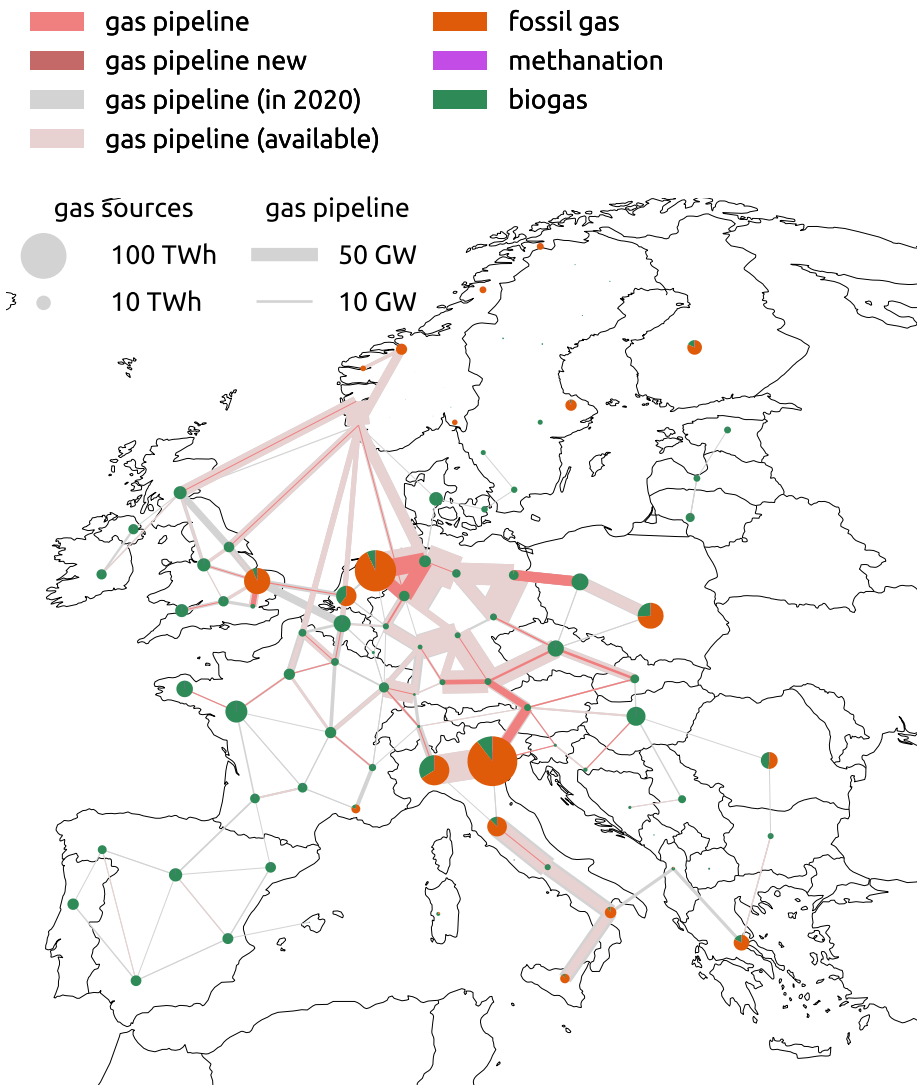 gas pipeline
gas pipeline new
gas pipeline (in 2020)
gas pipeline (available)
fossil gas
methanation
biogas
gas sources
100 TWh
10 TWh
gas pipeline
50 GW
10 GW